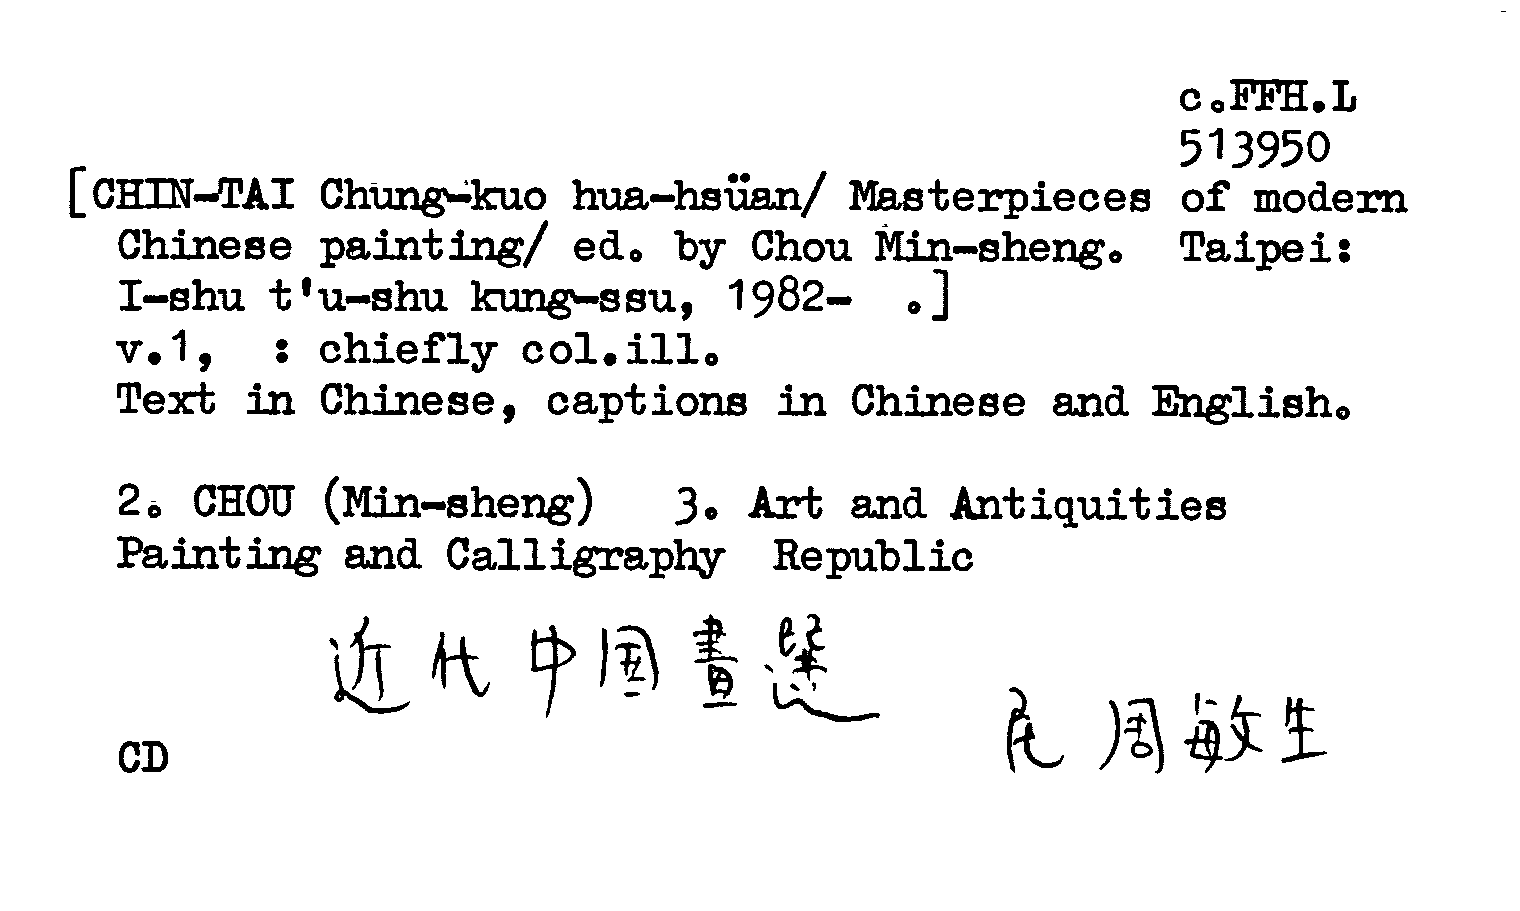 c.FFH.L
513950
[CHIN-TAI Chung-kuo hua-hsüan/ Masterpieces of modern
Chinese painting/ ed. by Chou Min-sheng. Taipei:
I-shu t'u-shu kung-ssu, 1982- .]
v.1, : chiefly col.ill.
Text in Chinese, captions in Chinese and English.
2. CHOU (Min-sheng) 3. Art and Antiquities
Painting and Calligraphy Republic
近代中国畫選
民 周敏生
CD